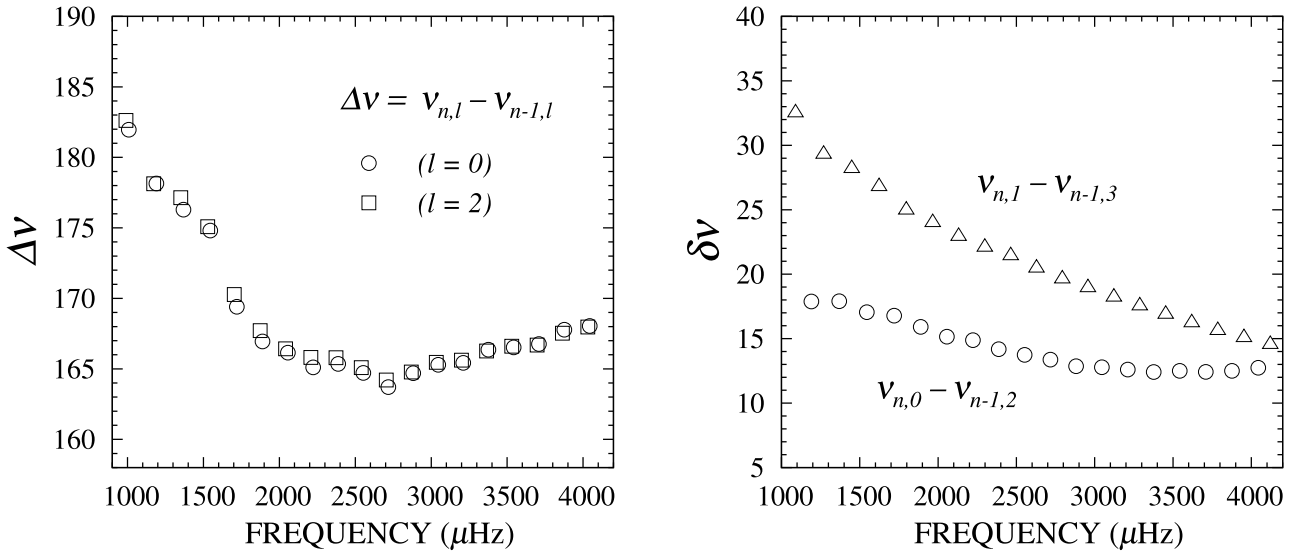 190
185
180
175
170
165
160
Δν
Δν = ν_{n,l} – ν_{n-1,l}
(l = 0)
(l = 2)
1000 1500 2000 2500 3000 3500 4000
FREQUENCY (μHz)
40
35
30
25
20
15
10
5
δν
ν_{n,1} – ν_{n-1,3}
ν_{n,0} – ν_{n-1,2}
1000 1500 2000 2500 3000 3500 4000
FREQUENCY (μHz)